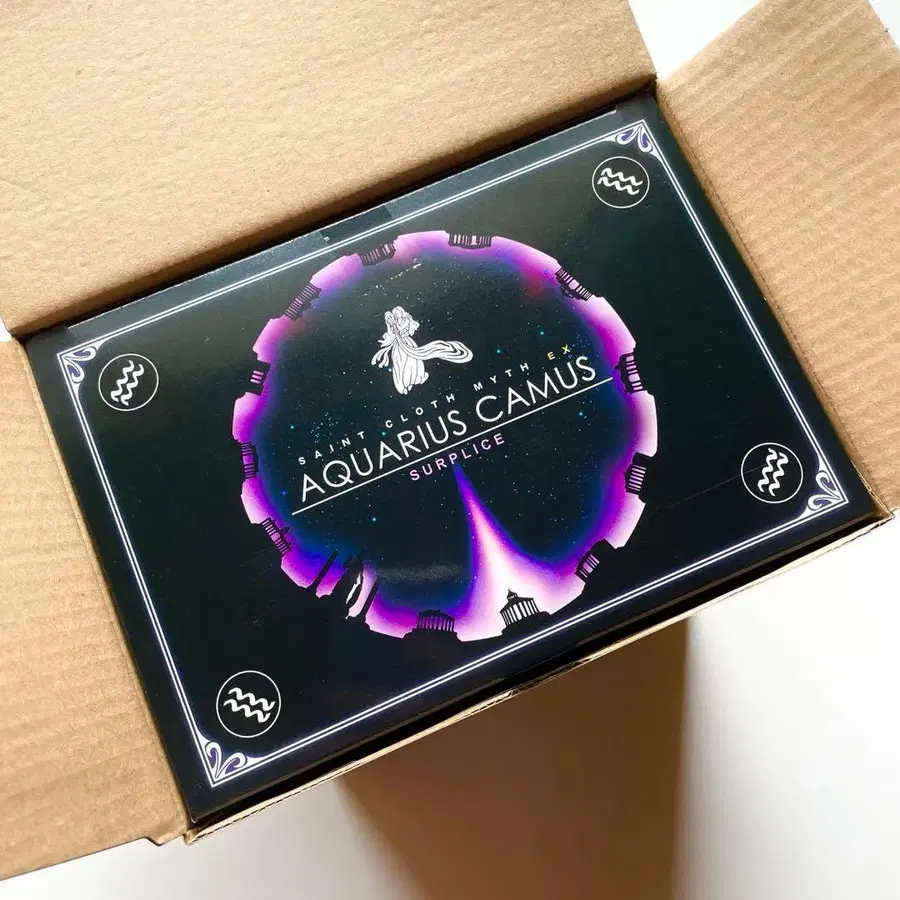 SAINT CLOTH MYTH EX
AQUARIUS CAMUS
SURPLICE